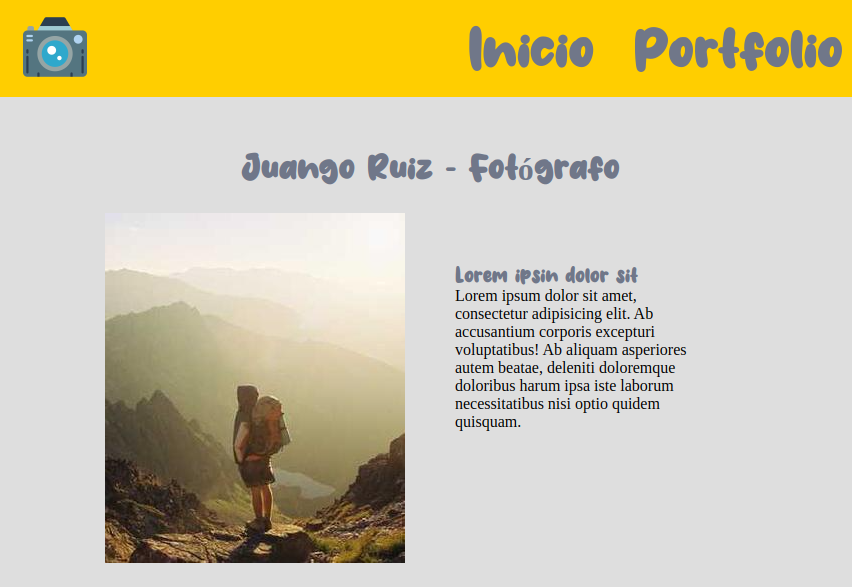 Inicio Portfolio
Juango Ruiz - Fotógrafo
Lorem ipsin dolor sit
Lorem ipsum dolor sit amet,
consectetur adipisicing elit. Ab
accusantium corporis excepturi
voluptatibus! Ab aliquam asperiores
autem beatae, deleniti doloremque
doloribus harum ipsa iste laborum
necessitatibus nisi optio quidem
quisquam.